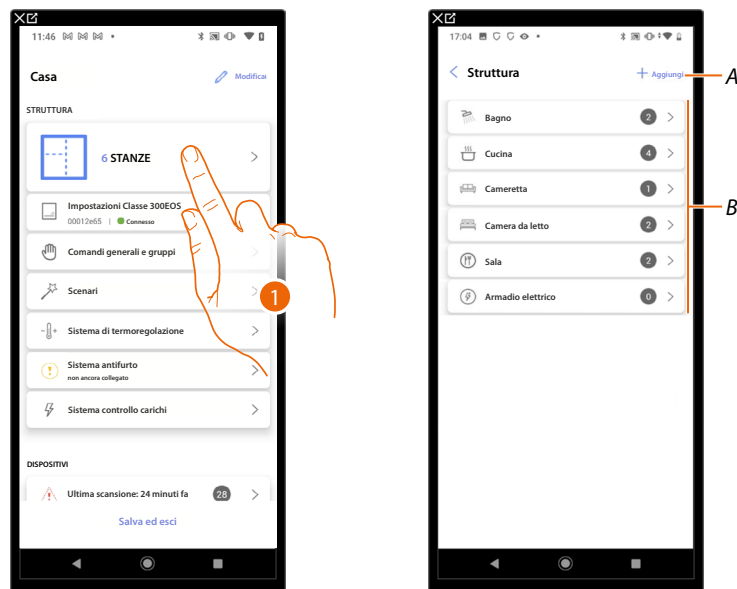 11:46
Casa
Modificar
STRUTTURA
6 STANZE
Impostazioni Classe 300EOS
00012e65 | Connesso
Comandi generali e gruppi
Scenari
1
Sistema di termoregolazione
Sistema antifurto
non ancora collegato
Sistema controllo carichi
DISPOSITIVI
Ultima scansione: 24 minuti fa 28
Salva ed esci
17:04
Struttura
+ Aggiungi
A
Bagno 2
Cucina 4
Cameretta 1
B
Camera da letto 2
Sala 2
Armadio elettrico 0